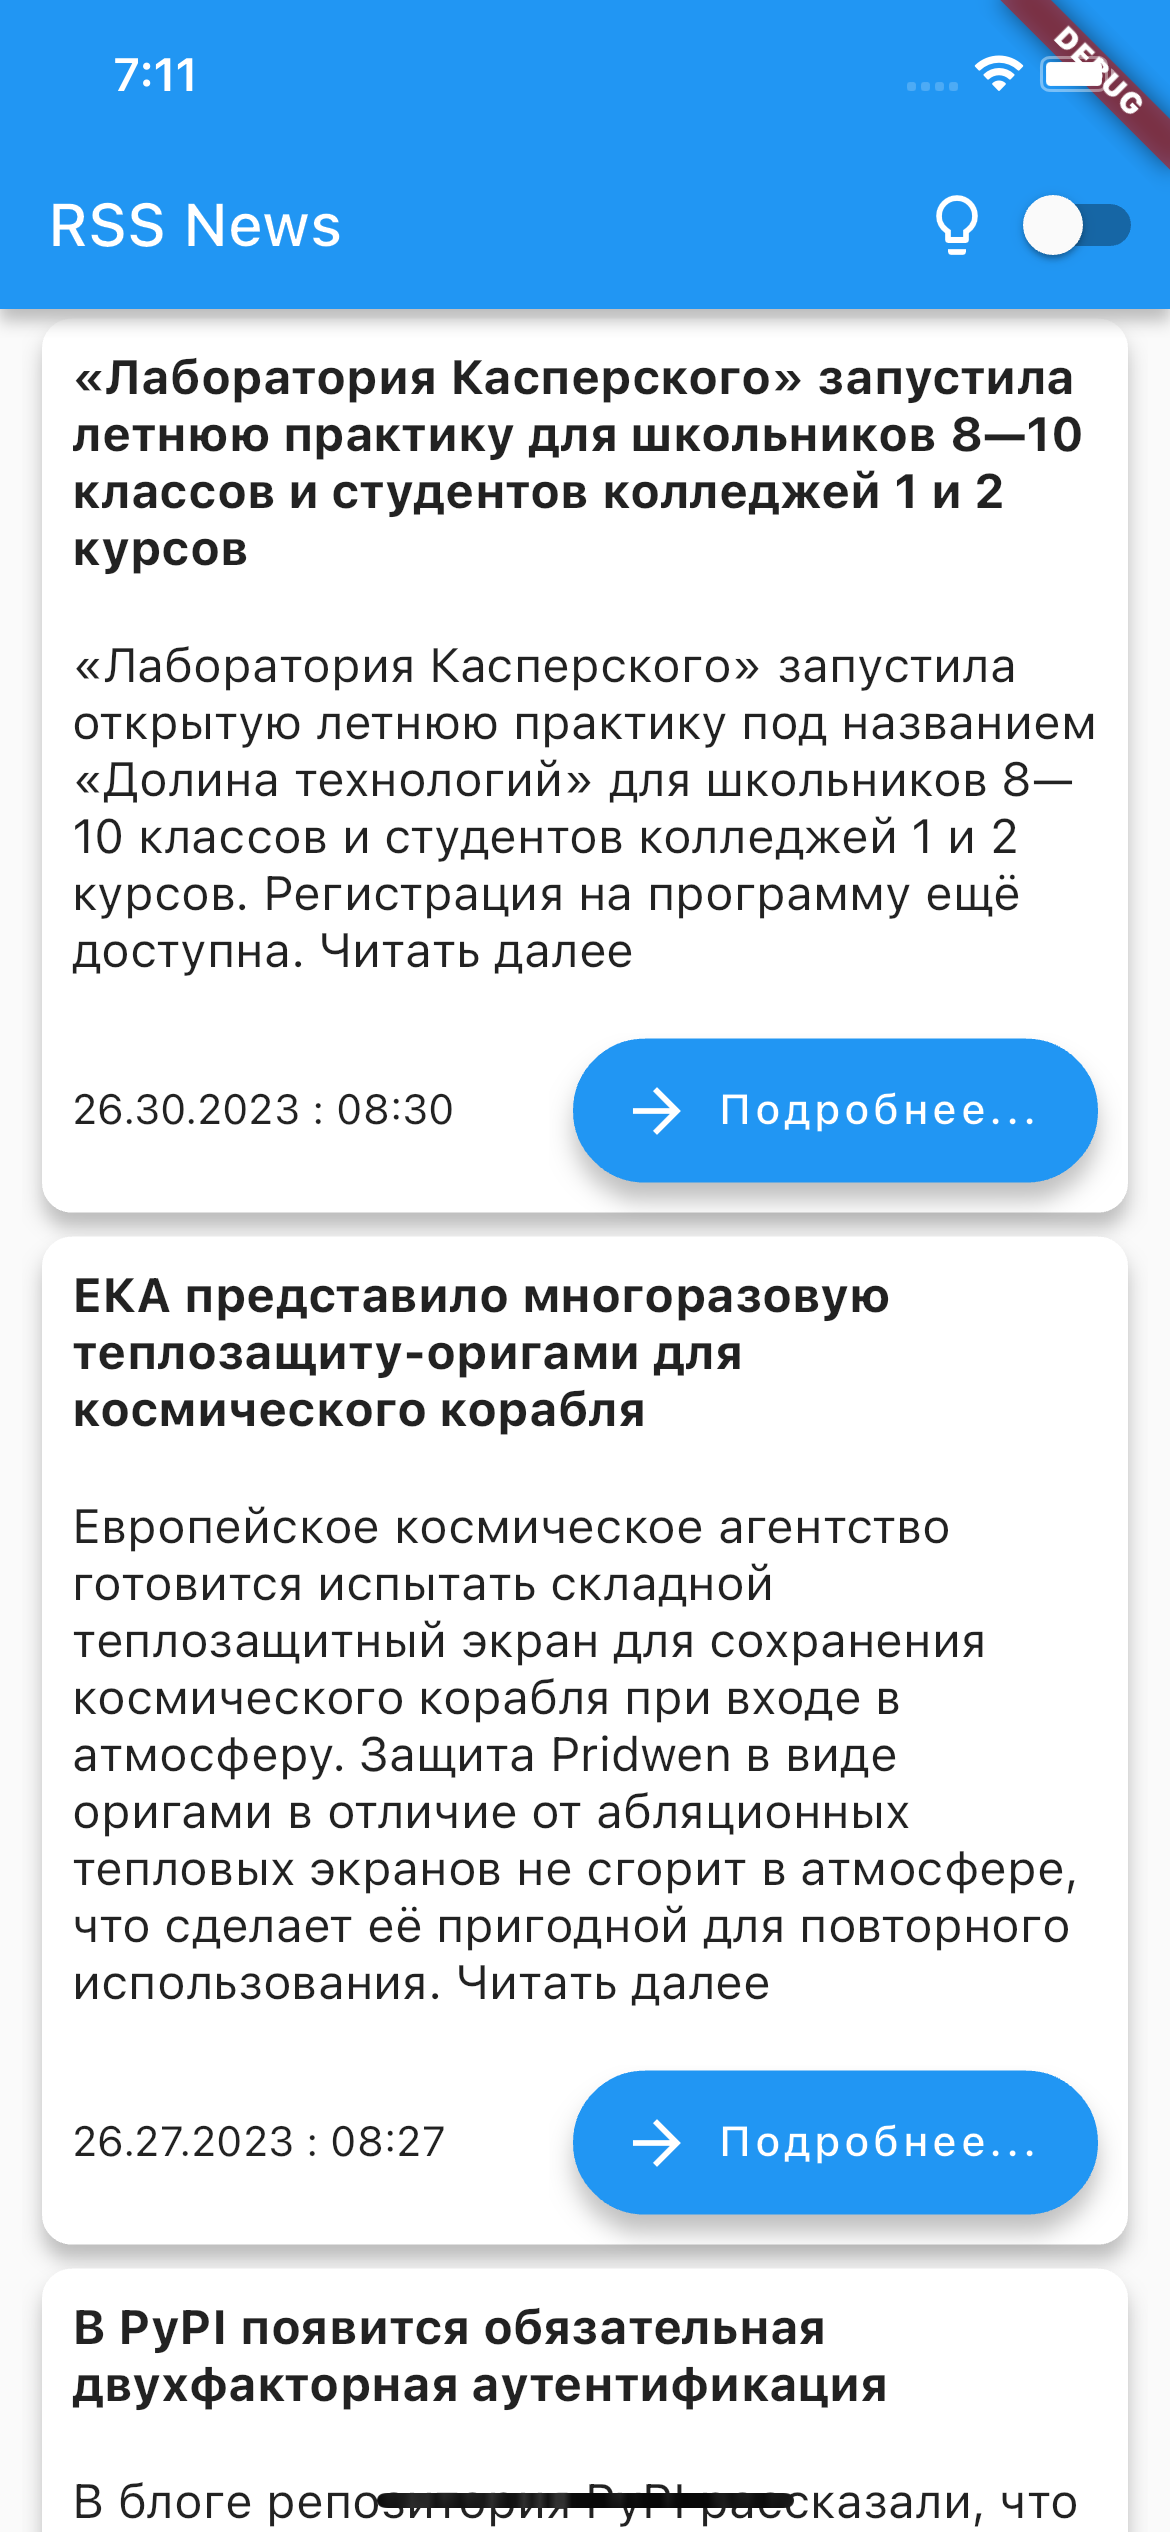 7:11
DEBUG
RSS News
«Лаборатория Касперского» запустила
летнюю практику для школьников 8—10
классов и студентов колледжей 1 и 2
курсов
«Лаборатория Касперского» запустила
открытую летнюю практику под названием
«Долина технологий» для школьников 8—
10 классов и студентов колледжей 1 и 2
курсов. Регистрация на программу ещё
доступна. Читать далее
26.30.2023 : 08:30
Подробнее...
ЕКА представило многоразовую
теплозащиту-оригами для
космического корабля
Европейское космическое агентство
готовится испытать складной
теплозащитный экран для сохранения
космического корабля при входе в
атмосферу. Защита Pridwen в виде
оригами в отличие от абляционных
тепловых экранов не сгорит в атмосфере,
что сделает её пригодной для повторного
использования. Читать далее
26.27.2023 : 08:27
Подробнее...
В PyPI появится обязательная
двухфакторная аутентификация
В блоге репозитория PyPI рассказали, что